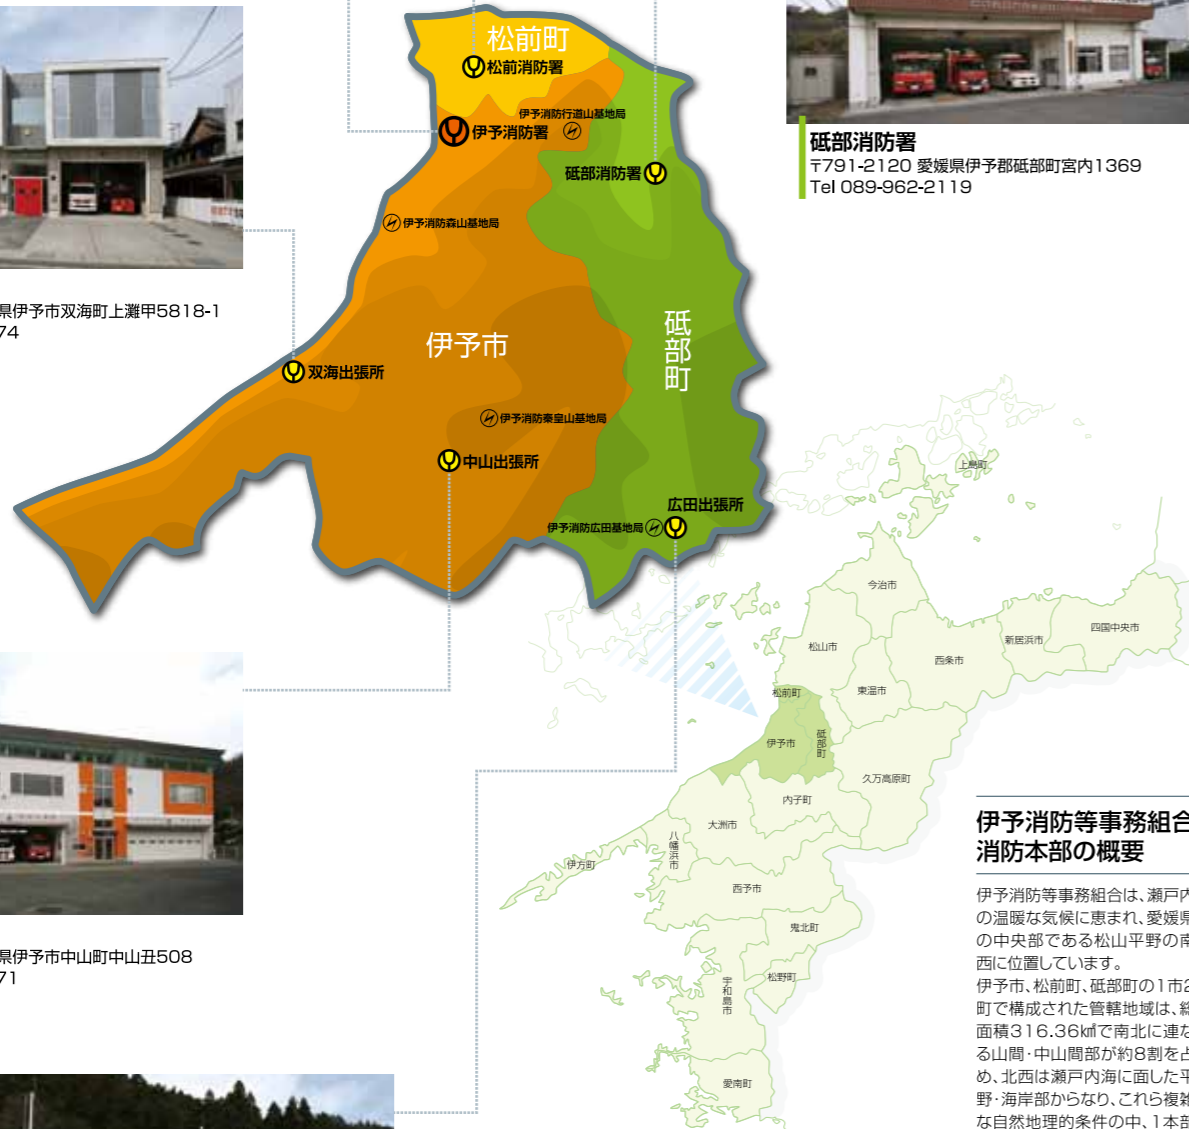 松前町
松前消防署
伊予消防行道山基地局
伊予消防署
砥部消防署
伊予消防森山基地局
伊予市
砥部町
双海出張所
伊予消防秦皇山基地局
中山出張所
広田出張所
伊予消防広田基地局
砥部消防署
〒791-2120 愛媛県伊予郡砥部町宮内1369
Tel 089-962-2119
県伊予市双海町上灘甲5818-1
74
県伊予市中山町中山丑508
71
上島町
今治市
四国中央市
新居浜市
松山市
西条市
東温市
松前町
伊予市
砥部町
久万高原町
内子町
大洲市
八幡浜市
伊方町
西予市
鬼北町
松野町
宇和島市
愛南町
伊予消防等事務組合
消防本部の概要
伊予消防等事務組合は、瀬戸内
の温暖な気候に恵まれ、愛媛県
の中央部である松山平野の南
西に位置しています。
伊予市、松前町、砥部町の1市2
町で構成された管轄地域は、総
面積316.36㎢で南北に連な
る山間・中山間部が約8割を占
め、北西は瀬戸内海に面した平
野・海岸部からなり、これら複雑
な自然地理的条件の中、1本部